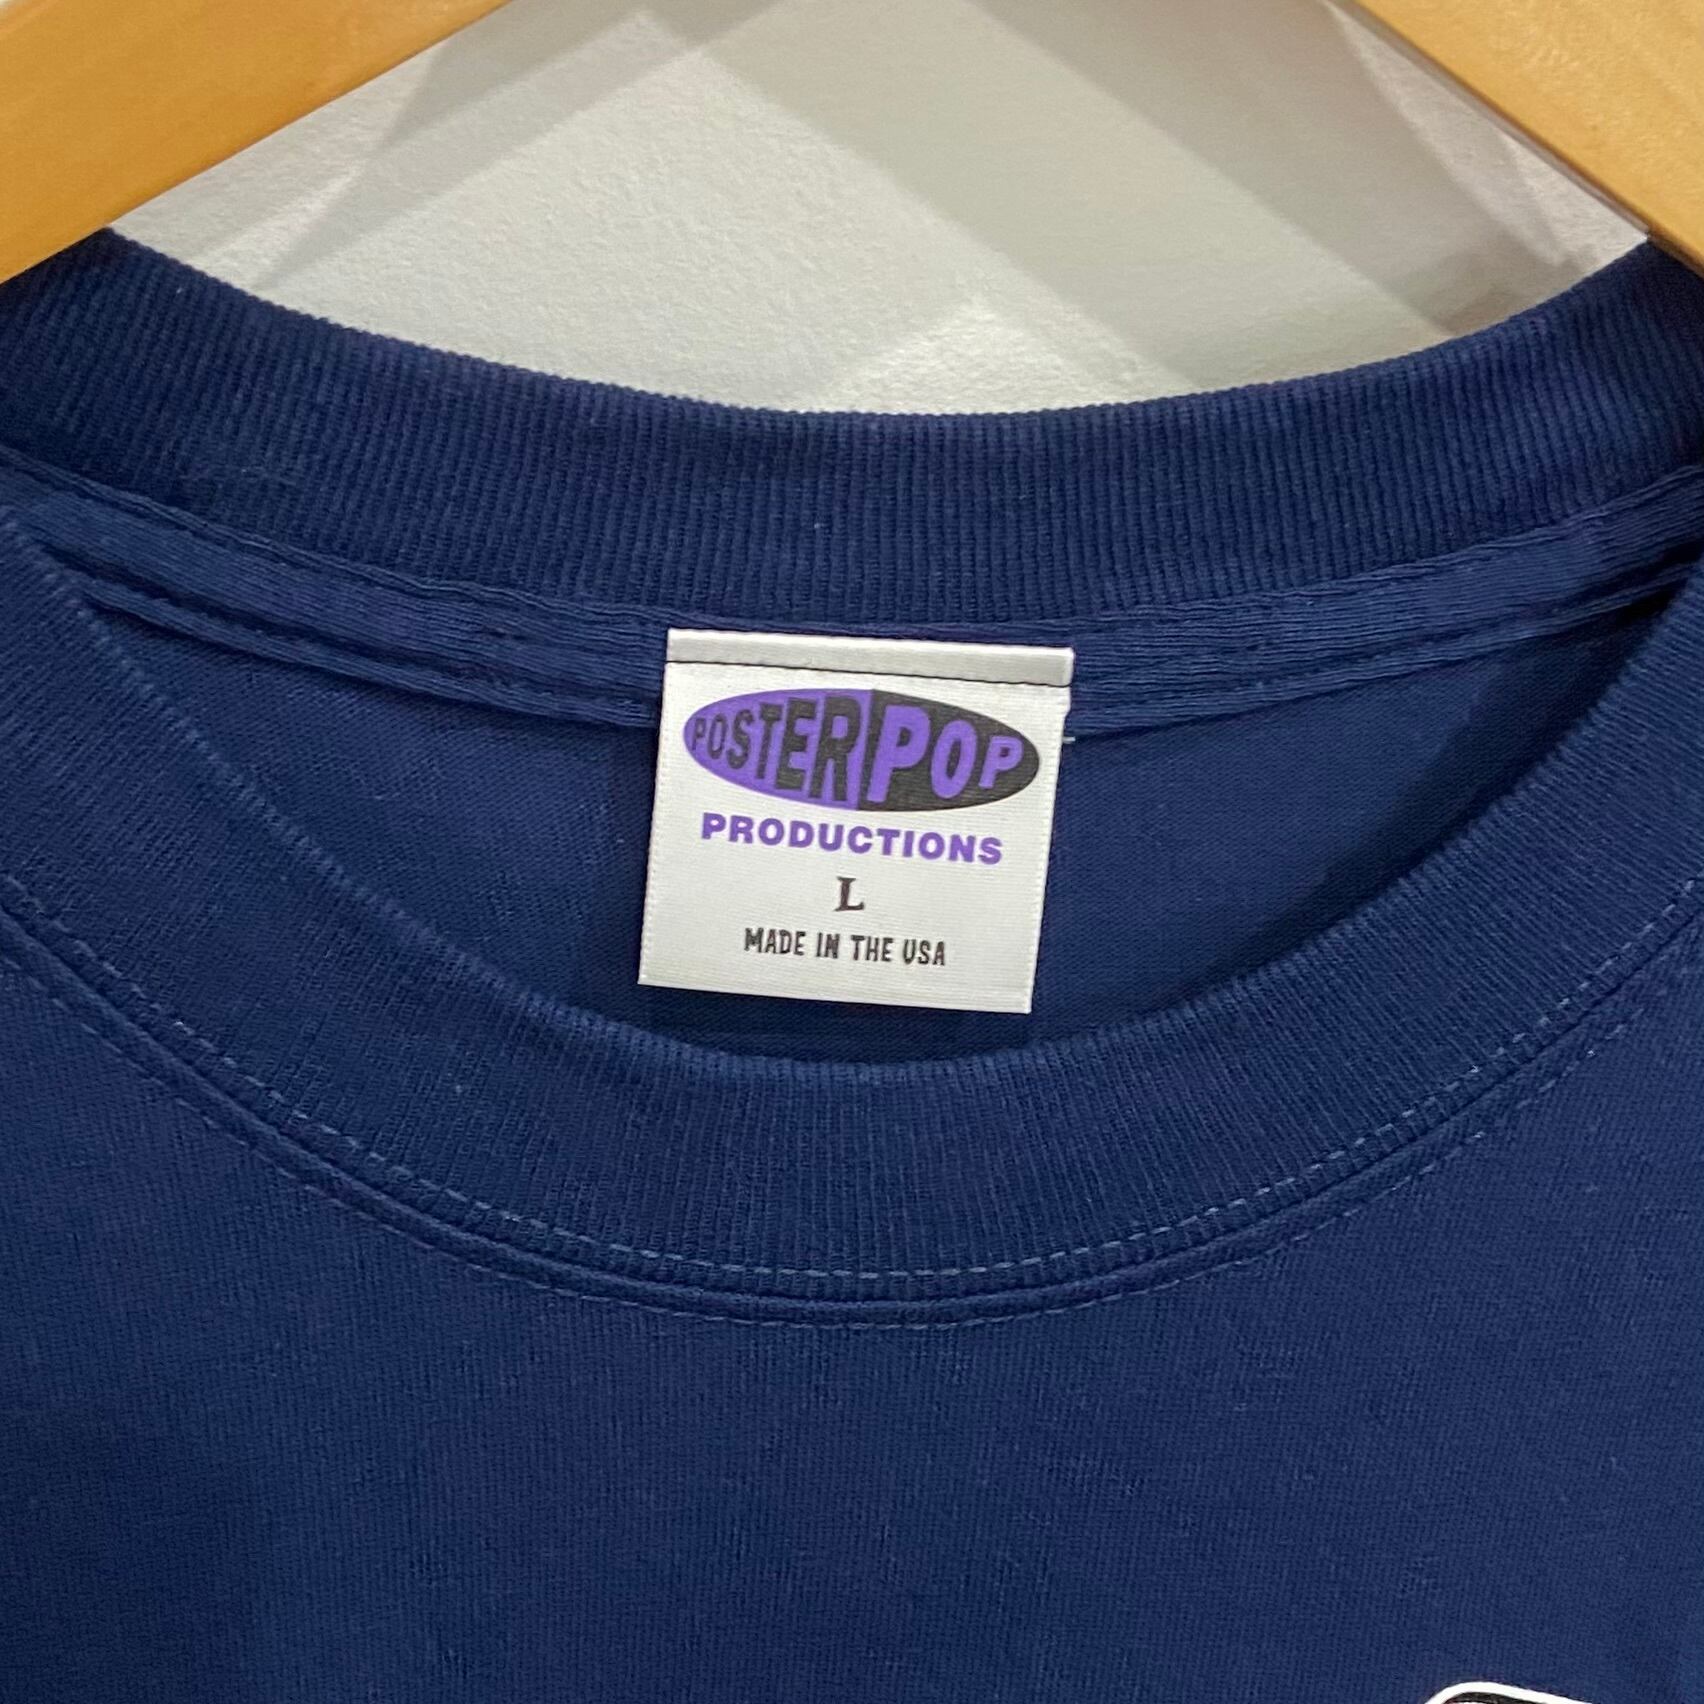 POSTERPOP
PRODUCTIONS
L
MADE IN THE USA